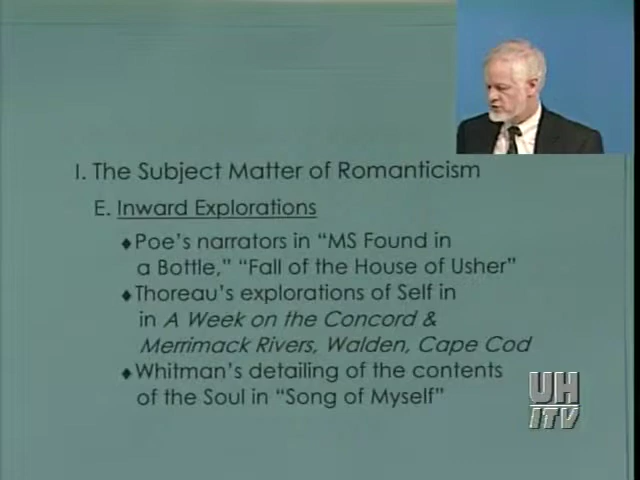 I. The Subject Matter of Romanticism
E. Inward Explorations
♦Poe's narrators in "MS Found in
a Bottle," "Fall of the House of Usher"
♦Thoreau's explorations of Self in
in A Week on the Concord &
Merrimack Rivers, Walden, Cape Cod
♦Whitman's detailing of the contents
of the Soul in "Song of Myself"
UH
ITV